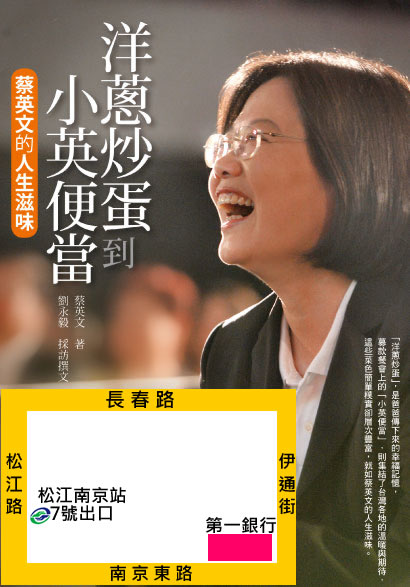 洋蔥炒蛋到
小英便當
蔡英文的人生滋味
蔡英文 著
劉永毅 採訪撰文
「洋蔥炒蛋」,是爸爸傳下來的幸福記憶,
募款餐會上的「小英便當」,則集結了台灣各地的溫暖與期待。
這些菜色簡單樸實卻層次豐富,就如蔡英文的人生滋味。
長春路
松江路
伊通街
松江南京站
7號出口
第一銀行
南京東路